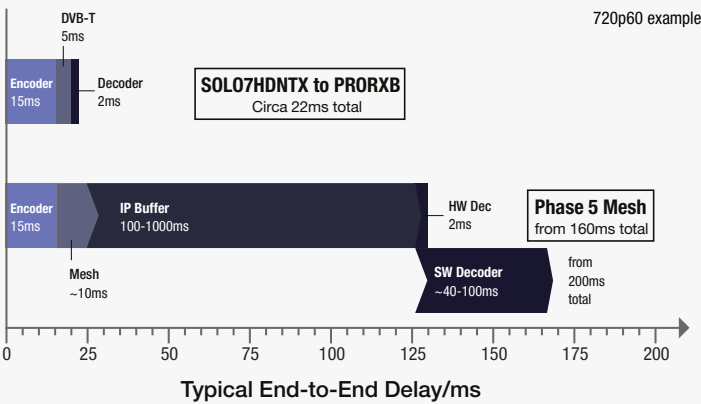 DVB-T
5ms
720p60 example
Encoder
15ms
Decoder
2ms
SOLO7HDNTX to PRORXB
Circa 22ms total
Encoder
15ms
IP Buffer
100-1000ms
HW Dec
2ms
Phase 5 Mesh
from 160ms total
Mesh
~10ms
SW Decoder
~40-100ms
from
200ms
total
0 25 50 75 100 125 150 175 200
Typical End-to-End Delay/ms